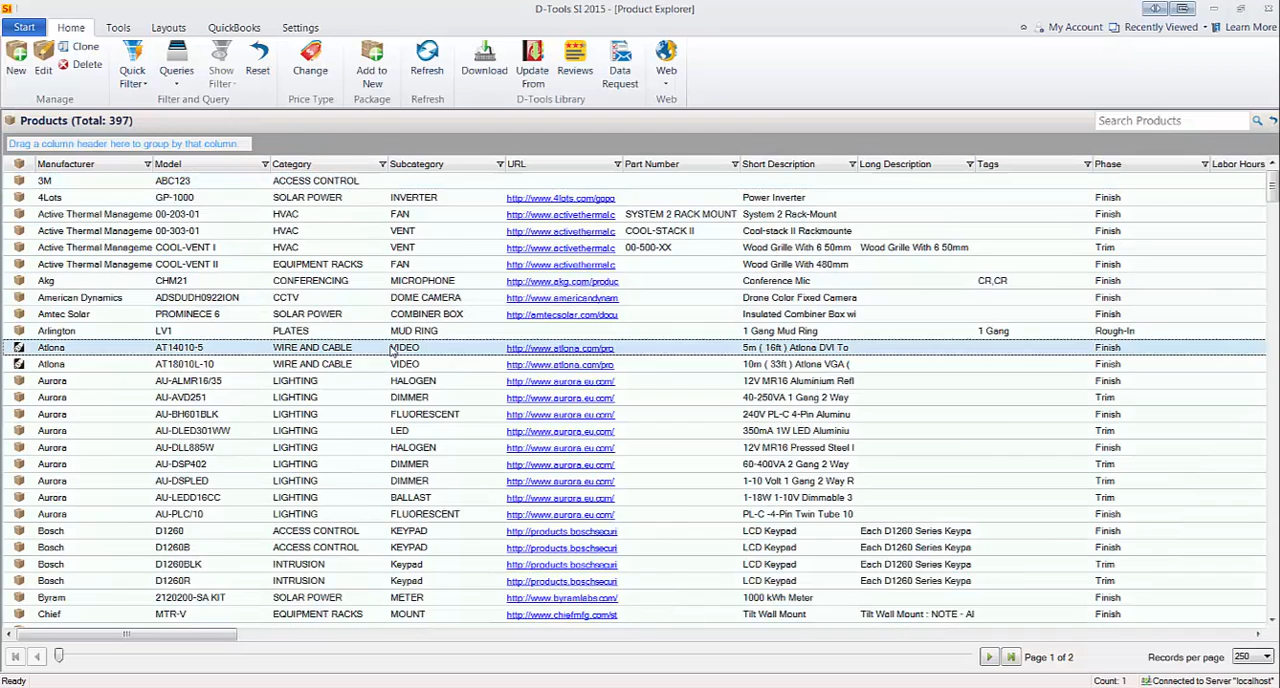 SI
D-Tools SI 2015 - [Product Explorer]
Start Home Tools Layouts QuickBooks Settings
My Account Recently Viewed Learn More
New Edit Clone Delete
Manage
Quick Filter Queries Show Filter Reset
Filter and Query
Change
Price Type
Add to New
Package
Refresh
Refresh
Download Update From Reviews Data Request
D-Tools Library
Web
Web
Products (Total: 397)
Search Products
Drag a column header here to group by that column.
Manufacturer Model Category Subcategory URL Part Number Short Description Long Description Tags Phase Labor Hours
3M ABC123 ACCESS CONTROL
4Lots GP-1000 SOLAR POWER INVERTER http://www.4lots.com/gopo Power Inverter Finish
Active Thermal Manageme 00-203-01 HVAC FAN http://www.activethermal.c SYSTEM 2 RACK MOUNT System 2 Rack-Mount Finish
Active Thermal Manageme 00-303-01 HVAC VENT http://www.activethermal.c COOL-STACK II Cool-stack II Rackmounte Finish
Active Thermal Manageme COOL-VENT I HVAC VENT http://www.activethermal.c 00-500-XX Wood Grille With 6 50mm Wood Grille With 6 50mm Trim
Active Thermal Manageme COOL-VENT II EQUIPMENT RACKS FAN http://www.activethermal.c Wood Grille With 480mm Finish
Akg CHM21 CONFERENCING MICROPHONE http://www.akg.com/produc Conference Mic CR,CR Finish
American Dynamics ADSDUDH0922ION CCTV DOME CAMERA http://www.americandynam Drone Color Fixed Camera Finish
Amtec Solar PROMINECE 6 SOLAR POWER COMBINER BOX http://amtecsolar.com/docu Insulated Combiner Box wi Finish
Arlington LV1 PLATES MUD RING 1 Gang Mud Ring 1 Gang Rough-In
Atlona AT14010-5 WIRE AND CABLE VIDEO http://www.atlona.com/pro 5m ( 16ft ) Atlona DVI To Finish
Atlona AT18010L-10 WIRE AND CABLE VIDEO http://www.atlona.com/pro 10m ( 33ft ) Atlona VGA ( Finish
Aurora AU-ALMR16/35 LIGHTING HALOGEN http://www.aurora.eu.com/ 12V MR16 Aluminium Refl Finish
Aurora AU-AVD251 LIGHTING DIMMER http://www.aurora.eu.com/ 40-250VA 1 Gang 2 Way Trim
Aurora AU-BH601BLK LIGHTING FLUORESCENT http://www.aurora.eu.com/ 240V PL-C 4-Pin Aluminu Finish
Aurora AU-DLED301WW LIGHTING LED http://www.aurora.eu.com/ 350mA 1W LED Aluminiu Trim
Aurora AU-DLL885W LIGHTING HALOGEN http://www.aurora.eu.com/ 12V MR16 Pressed Steel I Finish
Aurora AU-DSP402 LIGHTING DIMMER http://www.aurora.eu.com/ 60-400VA 2 Gang 2 Way Trim
Aurora AU-DSPLED LIGHTING DIMMER http://www.aurora.eu.com/ 1-10 Volt 1 Gang 2 Way R Trim
Aurora AU-LEDD16CC LIGHTING BALLAST http://www.aurora.eu.com/ 1-18W 1-10V Dimmable 3 Trim
Aurora AU-PLC/10 LIGHTING FLUORESCENT http://www.aurora.eu.com/ PL-C -4-Pin Twin Tube 10 Finish
Bosch D1260 ACCESS CONTROL KEYPAD http://products.boschsecuri LCD Keypad Each D1260 Series Keypa Finish
Bosch D1260B ACCESS CONTROL KEYPAD http://products.boschsecuri LCD Keypad Each D1260 Series Keypa Finish
Bosch D1260BLK INTRUSION Keypad http://products.boschsecuri LCD Keypad Each D1260 Series Keypa Trim
Bosch D1260R INTRUSION Keypad http://products.boschsecuri LCD Keypad Each D1260 Series Keypa Trim
Byram 2120200-SA KIT SOLAR POWER METER http://www.byramlabs.com/ 1000 kWh Meter Finish
Chief MTR-V EQUIPMENT RACKS MOUNT http://www.chiefmfg.com/st Tilt Wall Mount Tilt Wall Mount : NOTE - Al Finish
Page 1 of 2 Records per page 250
Ready Count: 1 Connected to Server "localhost"